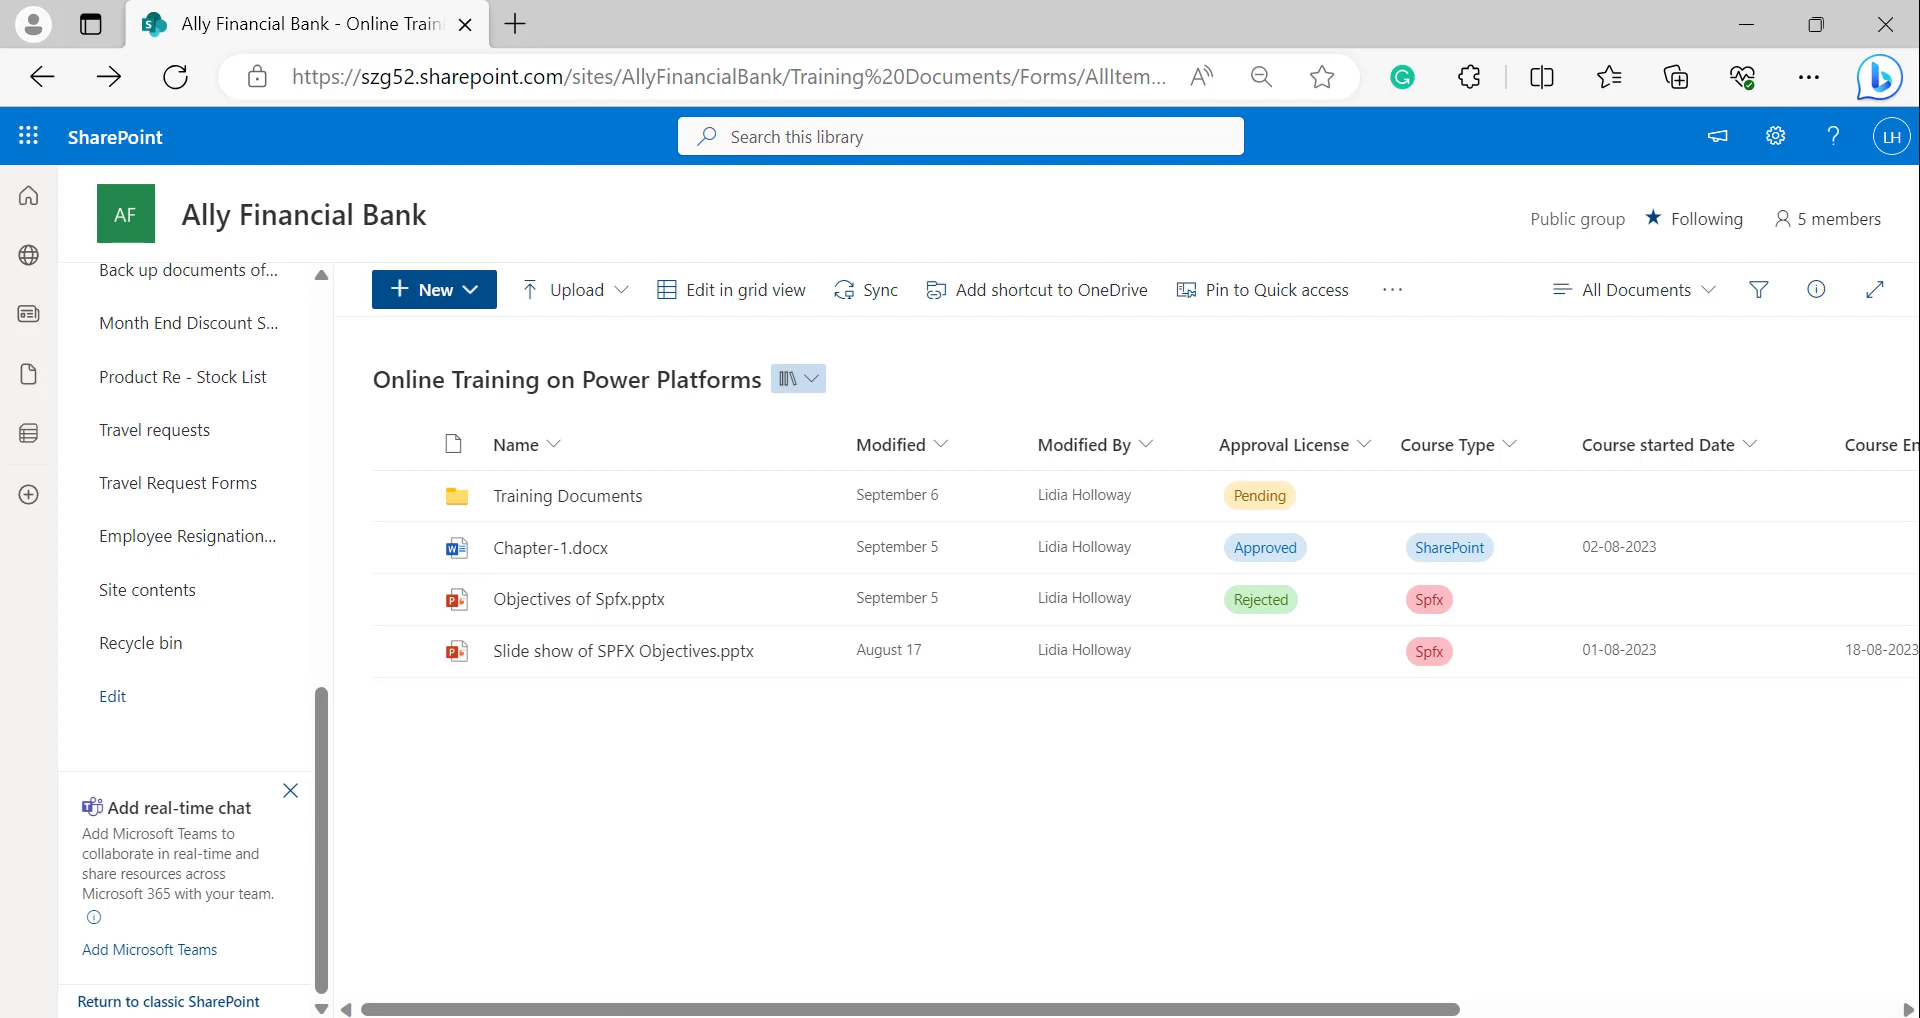 Ally Financial Bank - Online Traini
https://szg52.sharepoint.com/sites/AllyFinancialBank/Training%20Documents/Forms/AllItem...
SharePoint
Search this library
LH
AF
Ally Financial Bank
Public group
Following
5 members
Back up documents of...
Month End Discount S...
Product Re - Stock List
Travel requests
Travel Request Forms
Employee Resignation...
Site contents
Recycle bin
Edit
Add real-time chat
Add Microsoft Teams to
collaborate in real-time and
share resources across
Microsoft 365 with your team.
Add Microsoft Teams
Return to classic SharePoint
New Upload Edit in grid view Sync Add shortcut to OneDrive Pin to Quick access ... All Documents
Online Training on Power Platforms
Name Modified Modified By Approval License Course Type Course started Date Course En
Training Documents September 6 Lidia Holloway Pending
Chapter-1.docx September 5 Lidia Holloway Approved SharePoint 02-08-2023
Objectives of Spfx.pptx September 5 Lidia Holloway Rejected Spfx
Slide show of SPFX Objectives.pptx August 17 Lidia Holloway Spfx 01-08-2023 18-08-2023